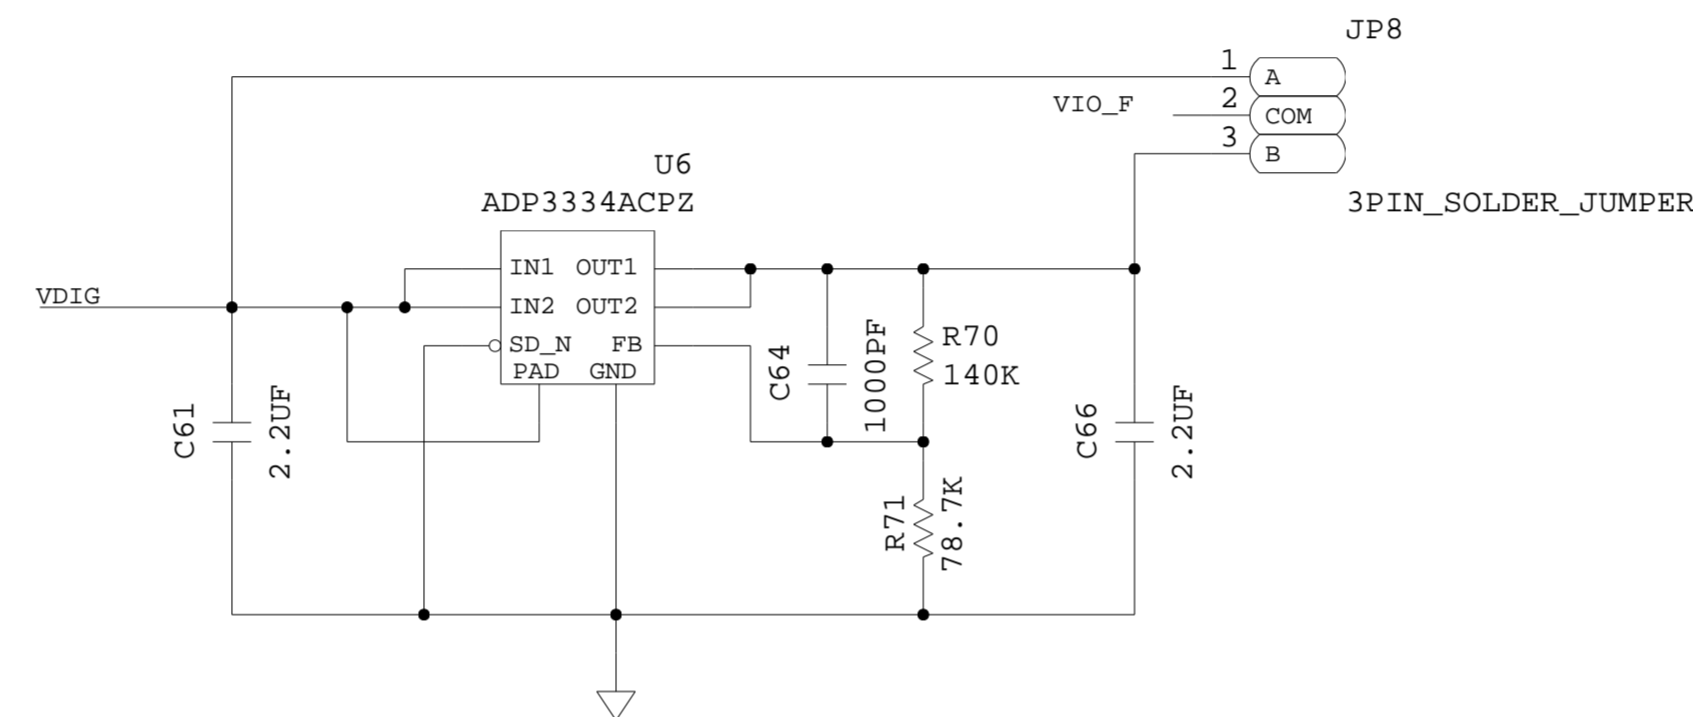 JP8
1
A
VIO_F
2
COM
3
B
3PIN_SOLDER_JUMPER
U6
ADP3334ACPZ
IN1 OUT1
IN2 OUT2
SD_N FB
PAD GND
VDIG
C61
2.2UF
C64
1000PF
R70
140K
R71
78.7K
C66
2.2UF